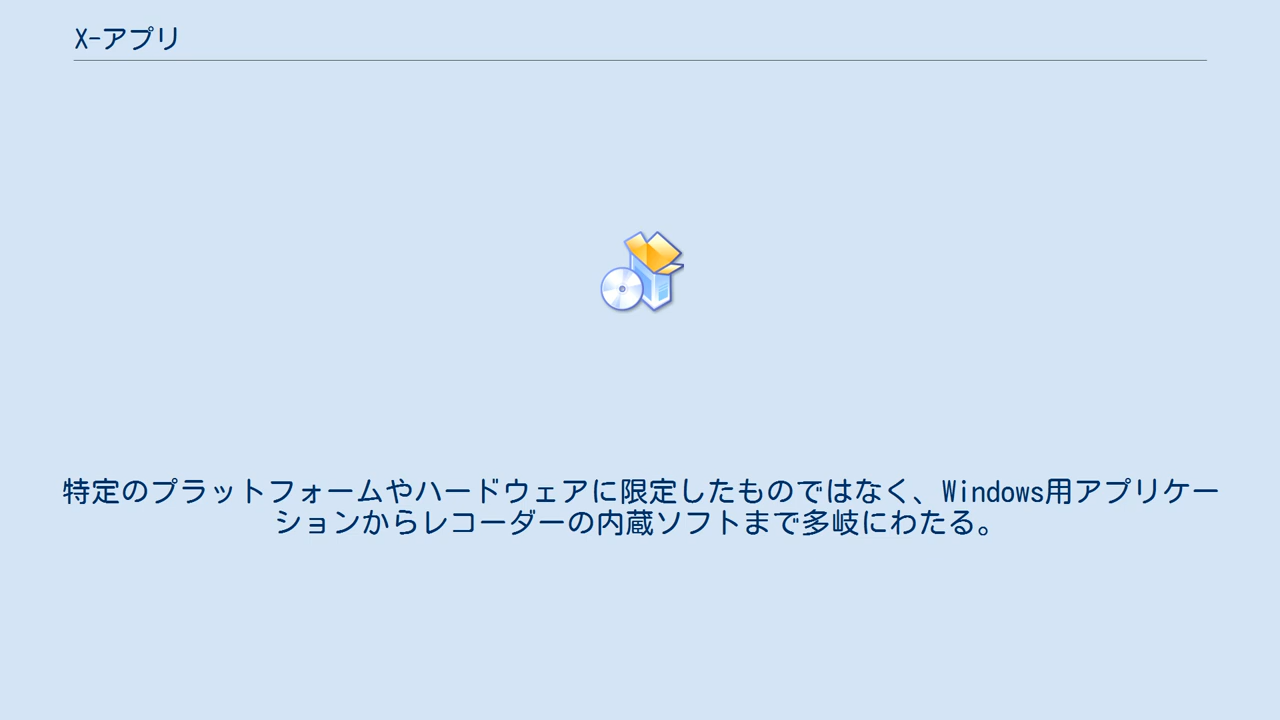 X-アプリ
特定のプラットフォームやハードウェアに限定したものではなく、Windows用アプリケー
ションからレコーダーの内蔵ソフトまで多岐にわたる。